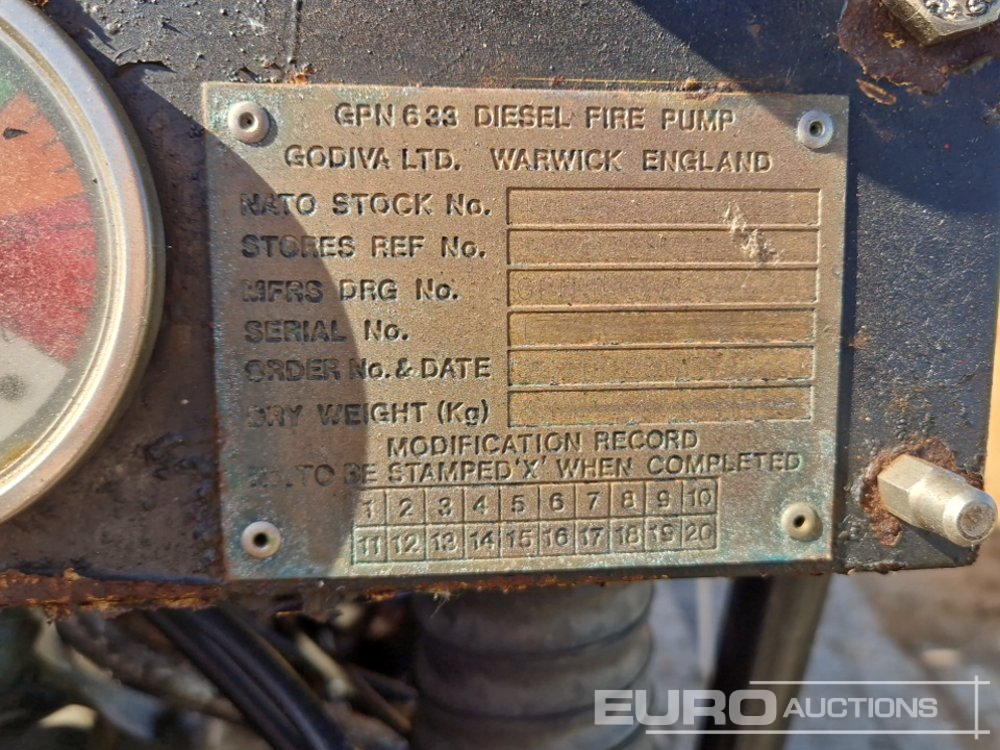 GPN 633 DIESEL FIRE PUMP
GODIVA LTD. WARWICK ENGLAND
NATO STOCK No.
STORES REF No.
MFRS DRG No.
SERIAL No.
ORDER No. & DATE
DRY WEIGHT (Kg)
MODIFICATION RECORD
No. TO BE STAMPED 'X' WHEN COMPLETED
1 2 3 4 5 6 7 8 9 10
11 12 13 14 15 16 17 18 19 20
EURO AUCTIONS